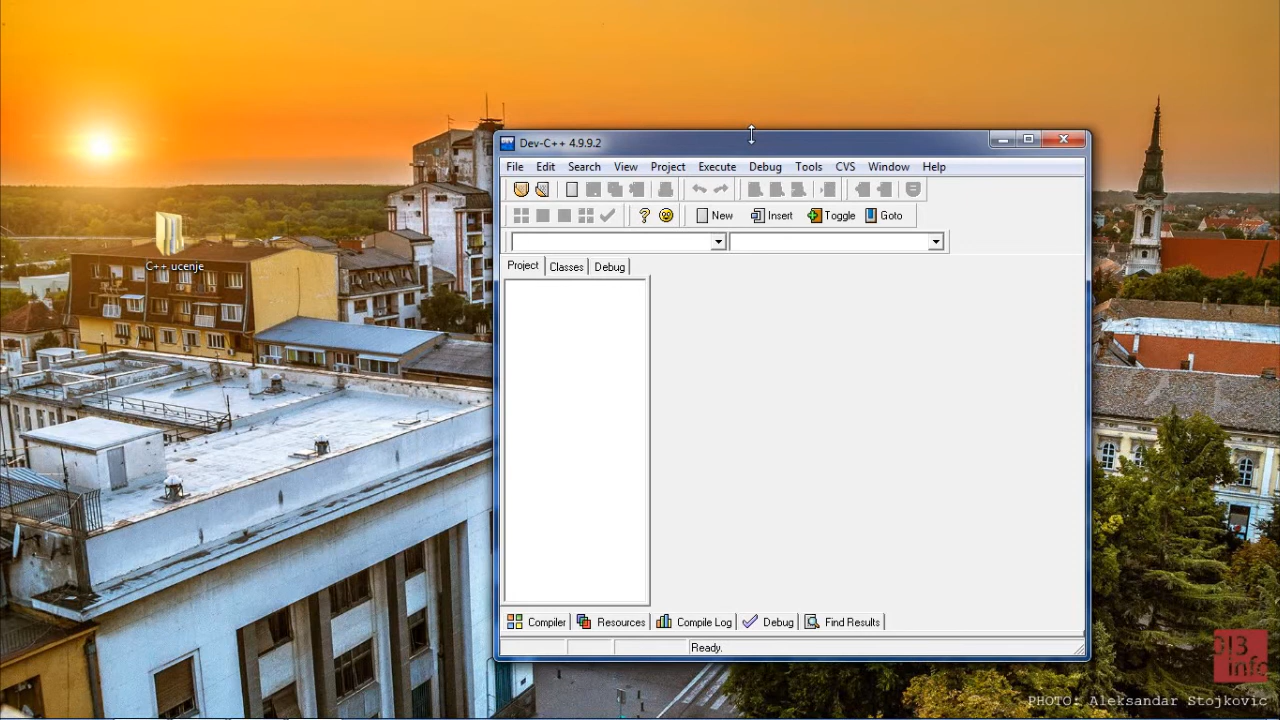 Dev-C++ 4.9.9.2
File Edit Search View Project Execute Debug Tools CVS Window Help
New Insert Toggle Goto
C++ ucenje
Project Classes Debug
Compiler Resources Compile Log Debug Find Results
Ready.
013
info
PHOTO: Aleksandar Stojkovic